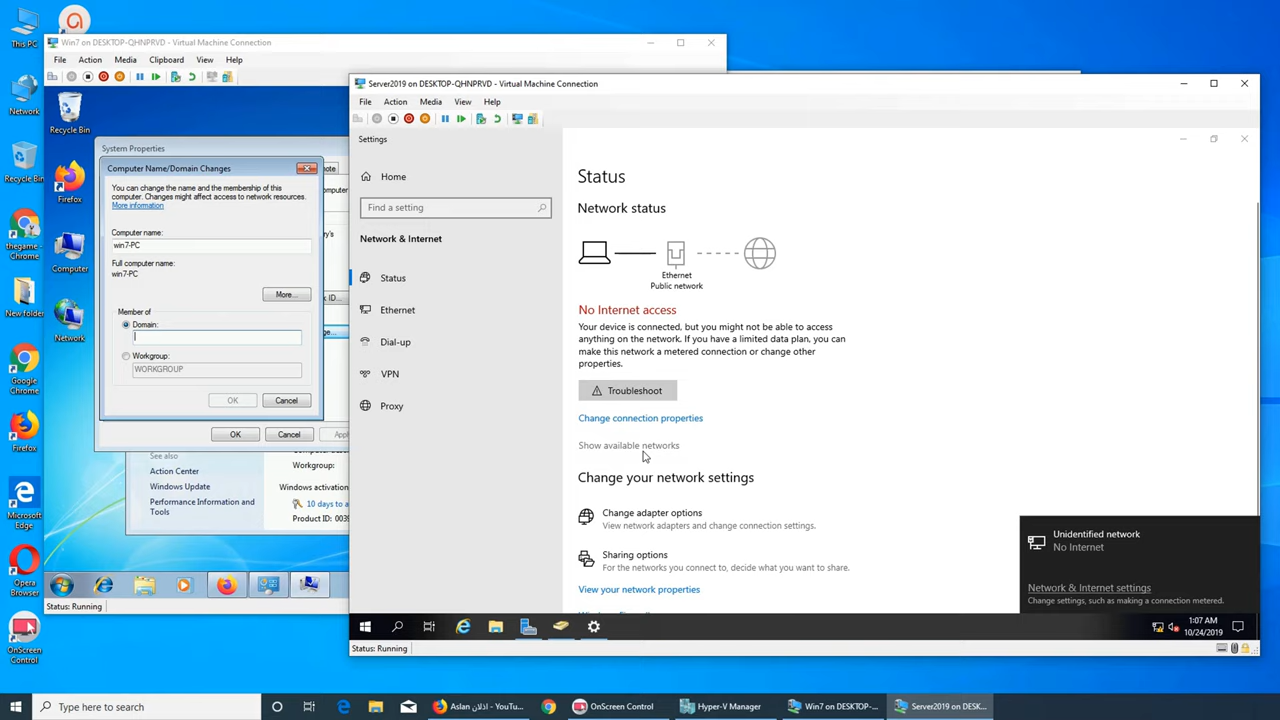 This PC
Network
Recycle Bin
thegame -
Chrome
New folder
Google
Chrome
Firefox
Microsoft
Edge
Opera
Browser
OnScreen
Control
Win7 on DESKTOP-QHNPRVD - Virtual Machine Connection
File Action Media Clipboard View Help
Recycle Bin
Firefox
Computer
Network
System Properties
Computer Name/Domain Changes
You can change the name and the membership of this
computer. Changes might affect access to network resources.
More information
Computer name:
win7-PC
Full computer name:
win7-PC
More...
Member of
Domain:
Workgroup:
WORKGROUP
OK Cancel
OK Cancel
See also
Action Center
Windows Update
Performance Information and
Tools
Workgroup:
Windows activation
10 days to a
Product ID: 0039
Status: Running
Server2019 on DESKTOP-QHNPRVD - Virtual Machine Connection
File Action Media View Help
Settings
Home
Find a setting
Network & Internet
Status
Ethernet
Dial-up
VPN
Proxy
Status
Network status
Ethernet
Public network
No Internet access
Your device is connected, but you might not be able to access
anything on the network. If you have a limited data plan, you can
make this network a metered connection or change other
properties.
Troubleshoot
Change connection properties
Show available networks
Change your network settings
Change adapter options
View network adapters and change connection settings.
Sharing options
For the networks you connect to, decide what you want to share.
View your network properties
Unidentified network
No Internet
Network & Internet settings
Change settings, such as making a connection metered.
1:07 AM
10/24/2019
Status: Running
Type here to search
Aslan اذلان - YouTu...
OnScreen Control
Hyper-V Manager
Win7 on DESKTOP-...
Server2019 on DESK...